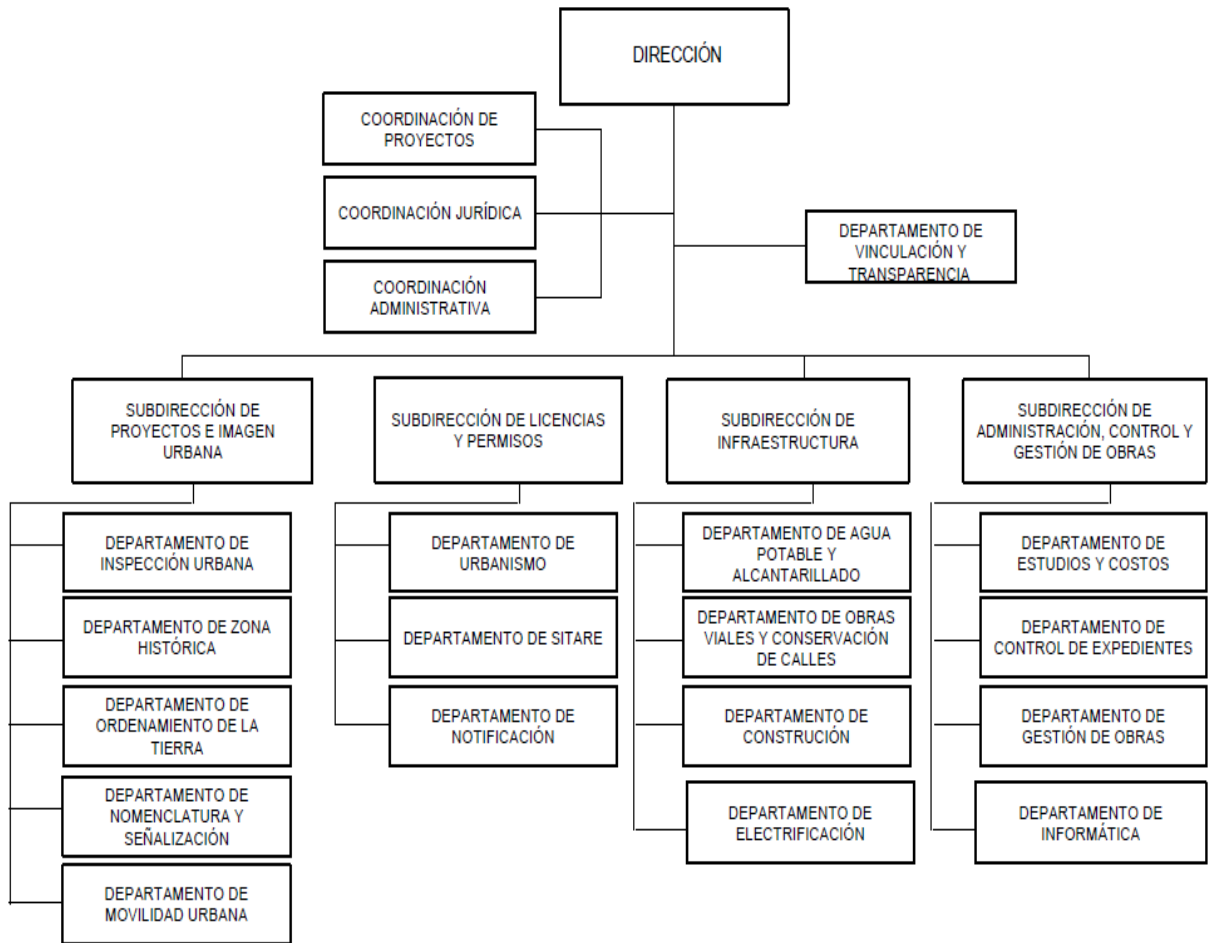 DIRECCIÓN
COORDINACIÓN DE
PROYECTOS
COORDINACIÓN JURÍDICA
COORDINACIÓN
ADMINISTRATIVA
DEPARTAMENTO DE
VINCULACIÓN Y
TRANSPARENCIA
SUBDIRECCIÓN DE
PROYECTOS E IMAGEN
URBANA
DEPARTAMENTO DE
INSPECCIÓN URBANA
DEPARTAMENTO DE ZONA
HISTÓRICA
DEPARTAMENTO DE
ORDENAMIENTO DE LA
TIERRA
DEPARTAMENTO DE
NOMENCLATURA Y
SEÑALIZACIÓN
DEPARTAMENTO DE
MOVILIDAD URBANA
SUBDIRECCIÓN DE LICENCIAS
Y PERMISOS
DEPARTAMENTO DE
URBANISMO
DEPARTAMENTO DE SITARE
DEPARTAMENTO DE
NOTIFICACIÓN
SUBDIRECCIÓN DE
INFRAESTRUCTURA
DEPARTAMENTO DE AGUA
POTABLE Y
ALCANTARILLADO
DEPARTAMENTO DE OBRAS
VIALES Y CONSERVACIÓN
DE CALLES
DEPARTAMENTO DE
CONSTRUCIÓN
DEPARTAMENTO DE
ELECTRIFICACIÓN
SUBDIRECCIÓN DE
ADMINISTRACIÓN, CONTROL Y
GESTIÓN DE OBRAS
DEPARTAMENTO DE
ESTUDIOS Y COSTOS
DEPARTAMENTO DE
CONTROL DE EXPEDIENTES
DEPARTAMENTO DE
GESTIÓN DE OBRAS
DEPARTAMENTO DE
INFORMÁTICA